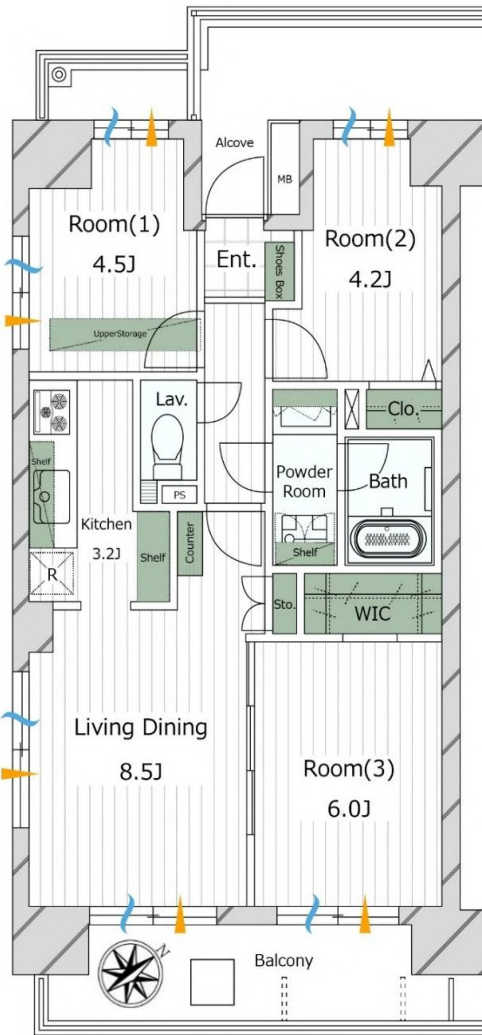 Alcove
MB
Room(1)
4.5J
Ent.
Shoes Box
Room(2)
4.2J
UpperStorage
Lav.
Clo.
Shelf
Powder
Room
Bath
PS
Kitchen
3.2J
Shelf
Counter
Shelf
R
Sto.
WIC
Living Dining
8.5J
Room(3)
6.0J
N
Balcony